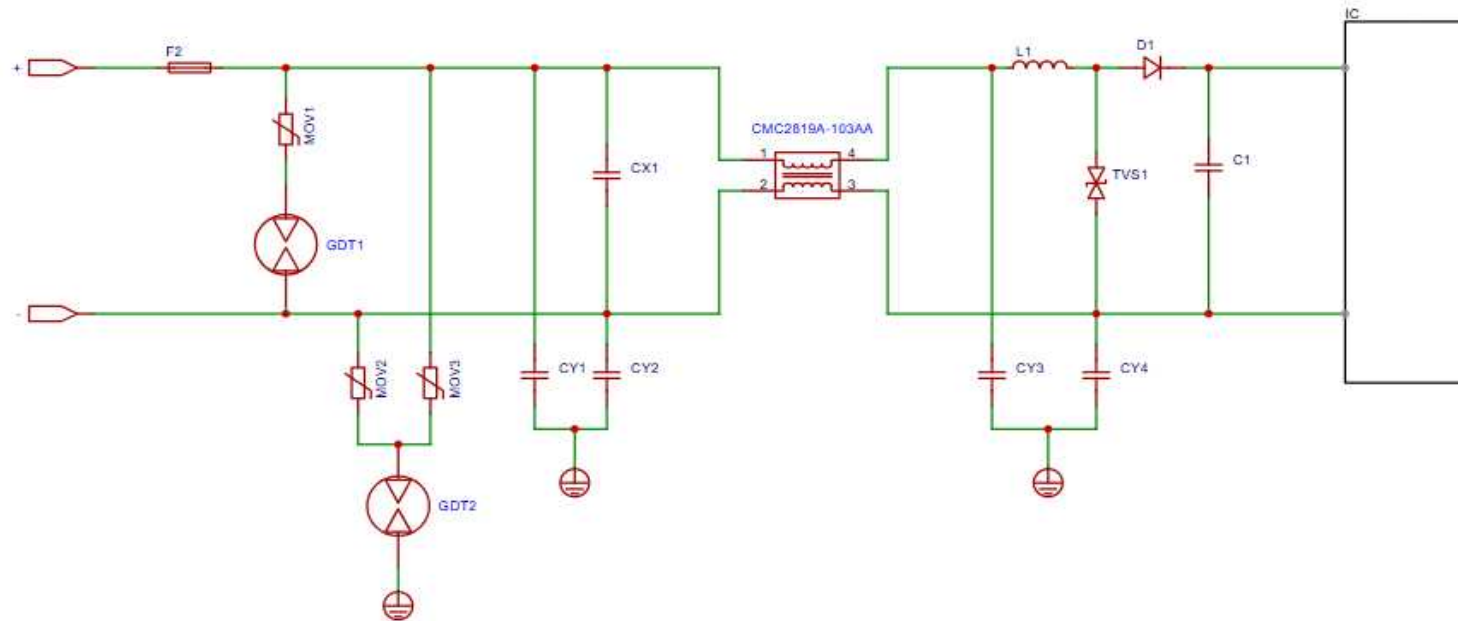 IC
F2
L1
D1
+
MOV1
CMC2819A-103AA
1
4
CX1
C1
TVS1
2
3
GDT1
-
MOV2
MOV3
CY1
CY2
CY3
CY4
GDT2